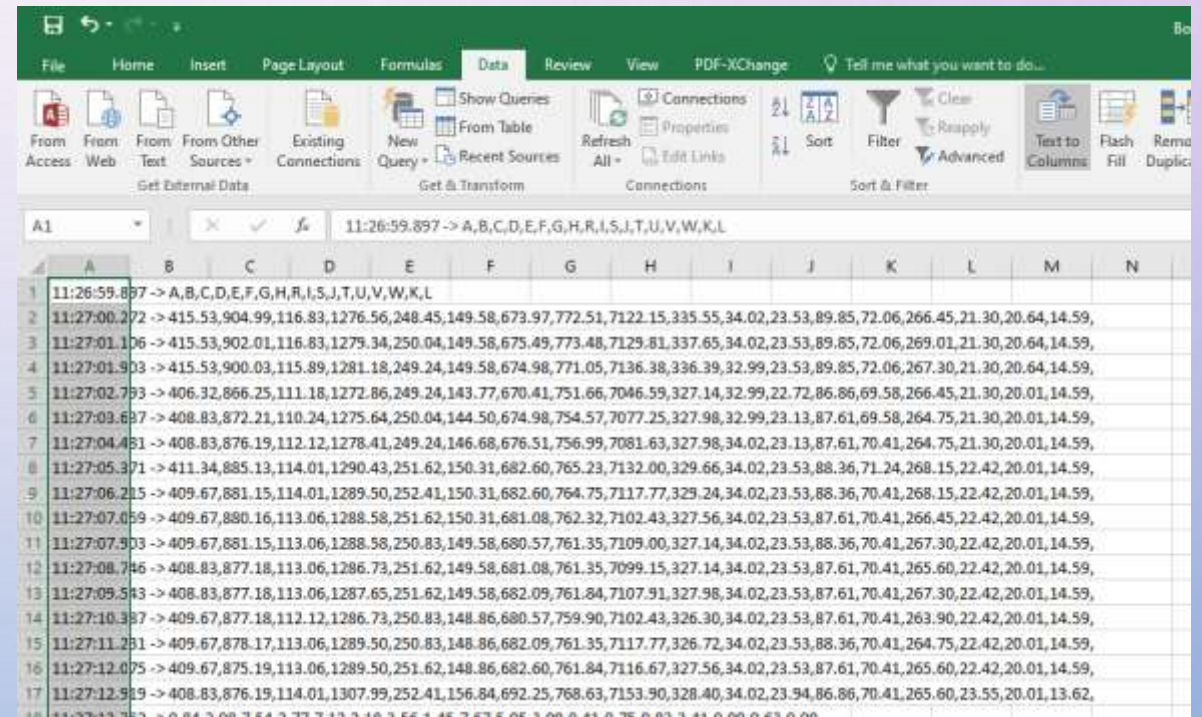 Bo
File Home Insert Page Layout Formulas Data Review View PDF-XChange Tell me what you want to do...
From Access From Web From Text From Other Sources Existing Connections New Query Show Queries From Table Recent Sources Refresh All Connections Properties Edit Links Sort Filter Clear Reapply Advanced Text to Columns Flash Fill
Get External Data Get & Transform Connections Sort & Filter
A1 fx 11:26:59.897 -> A,B,C,D,E,F,G,H,R,I,S,J,T,U,V,W,K,L
A B C D E F G H I J K L M N
1 11:26:59.897 -> A,B,C,D,E,F,G,H,R,I,S,J,T,U,V,W,K,L
2 11:27:00.272 -> 415.53,904.99,116.83,1276.56,248.45,149.58,673.97,772.51,7122.15,335.55,34.02,23.53,89.85,72.06,266.45,21.30,20.64,14.59,
3 11:27:01.106 -> 415.53,902.01,116.83,1279.34,250.04,149.58,675.49,773.48,7129.81,337.65,34.02,23.53,89.85,72.06,269.01,21.30,20.64,14.59,
4 11:27:01.903 -> 415.53,900.03,115.89,1281.18,249.24,149.58,674.98,771.05,7136.38,336.39,32.99,23.53,89.85,72.06,267.30,21.30,20.64,14.59,
5 11:27:02.793 -> 406.32,866.25,111.18,1272.86,249.24,143.77,670.41,751.66,7046.59,327.14,32.99,22.72,86.86,69.58,266.45,21.30,20.01,14.59,
6 11:27:03.637 -> 408.83,872.21,110.24,1275.64,250.04,144.50,674.98,754.57,7077.25,327.98,32.99,23.13,87.61,69.58,264.75,21.30,20.01,14.59,
7 11:27:04.481 -> 408.83,876.19,112.12,1278.41,249.24,146.68,676.51,756.99,7081.63,327.98,34.02,23.13,87.61,70.41,264.75,21.30,20.01,14.59,
8 11:27:05.371 -> 411.34,885.13,114.01,1290.43,251.62,150.31,682.60,765.23,7132.00,329.66,34.02,23.53,88.36,71.24,268.15,22.42,20.01,14.59,
9 11:27:06.215 -> 409.67,881.15,114.01,1289.50,252.41,150.31,682.60,764.75,7117.77,329.24,34.02,23.53,88.36,70.41,268.15,22.42,20.01,14.59,
10 11:27:07.059 -> 409.67,880.16,113.06,1288.58,251.62,150.31,681.08,762.32,7102.43,327.56,34.02,23.53,87.61,70.41,266.45,22.42,20.01,14.59,
11 11:27:07.903 -> 409.67,881.15,113.06,1288.58,250.83,149.58,680.57,761.35,7109.00,327.14,34.02,23.53,88.36,70.41,267.30,22.42,20.01,14.59,
12 11:27:08.746 -> 408.83,877.18,113.06,1286.73,251.62,149.58,681.08,761.35,7099.15,327.14,34.02,23.53,87.61,70.41,265.60,22.42,20.01,14.59,
13 11:27:09.543 -> 408.83,877.18,113.06,1287.65,251.62,149.58,682.09,761.84,7107.91,327.98,34.02,23.53,87.61,70.41,267.30,22.42,20.01,14.59,
14 11:27:10.387 -> 409.67,877.18,112.12,1286.73,250.83,148.86,680.57,759.90,7102.43,326.30,34.02,23.53,87.61,70.41,263.90,22.42,20.01,14.59,
15 11:27:11.231 -> 409.67,878.17,113.06,1289.50,250.83,148.86,682.09,761.35,7117.77,326.72,34.02,23.53,88.36,70.41,264.75,22.42,20.01,14.59,
16 11:27:12.075 -> 409.67,875.19,113.06,1289.50,251.62,148.86,682.60,761.84,7116.67,327.56,34.02,23.53,87.61,70.41,265.60,22.42,20.01,14.59,
17 11:27:12.919 -> 408.83,876.19,114.01,1307.99,252.41,156.84,692.25,768.63,7153.90,328.40,34.02,23.94,86.86,70.41,265.60,23.55,20.01,13.62,